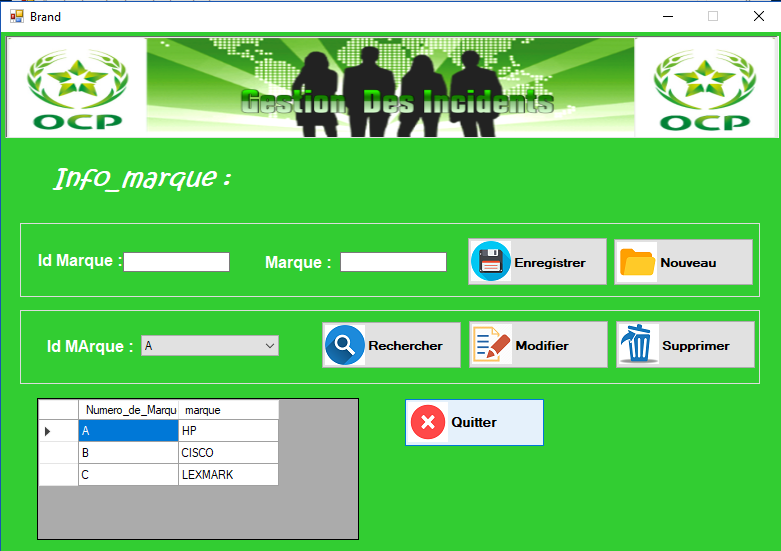 Brand
OCP
Gestion Des Incidents
OCP
Info_marque :
Id Marque :
Marque :
Enregistrer
Nouveau
Id MArque :
A
Rechercher
Modifier
Supprimer
Numero_de_Marqu marque
A HP
B CISCO
C LEXMARK
Quitter